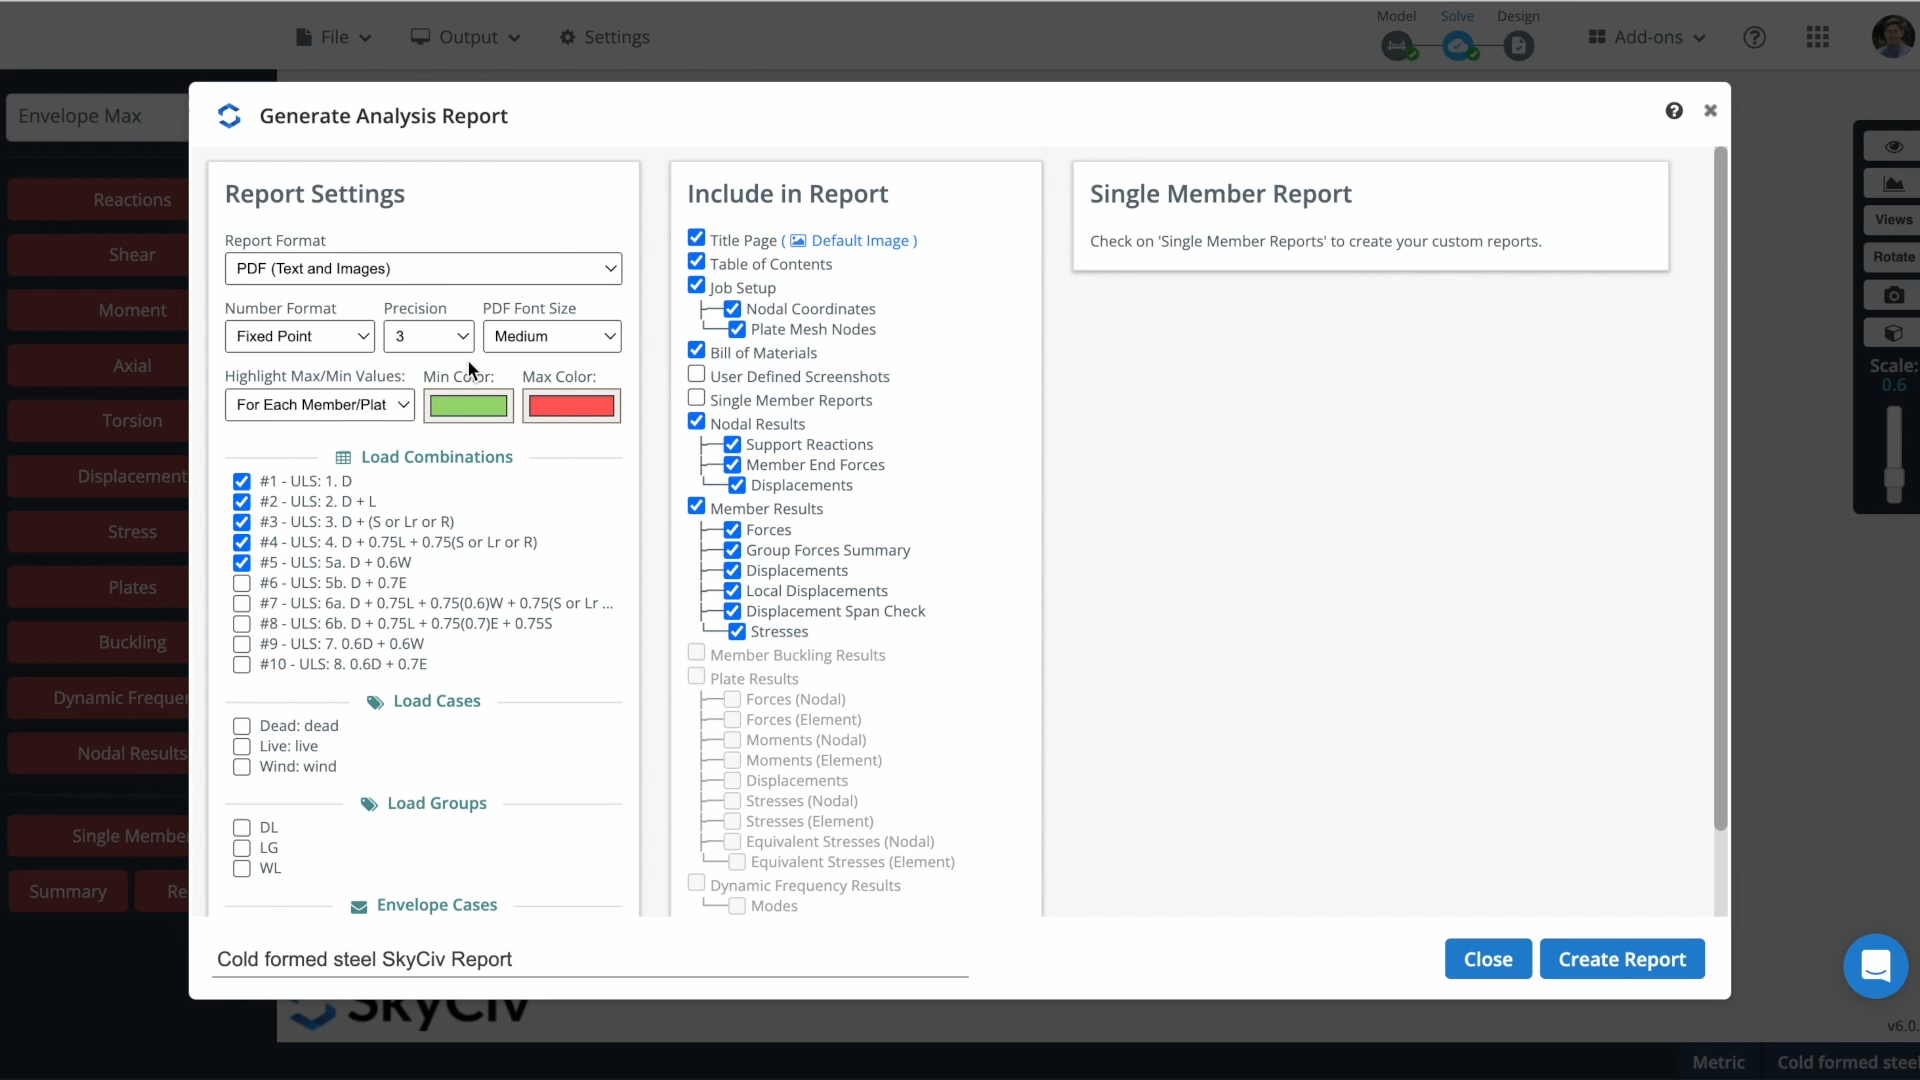 File
Output
Settings
Model
Solve
Design
Add-ons
Envelope Max
Generate Analysis Report
Reactions
Shear
Moment
Axial
Torsion
Displacement
Stress
Plates
Buckling
Dynamic Freque
Nodal Results
Single Membe
Summary
Re
Report Settings
Report Format
PDF (Text and Images)
Number Format
Precision
PDF Font Size
Fixed Point
3
Medium
Highlight Max/Min Values:
Min Color:
Max Color:
For Each Member/Plat
Load Combinations
#1 - ULS: 1. D
#2 - ULS: 2. D + L
#3 - ULS: 3. D + (S or Lr or R)
#4 - ULS: 4. D + 0.75L + 0.75(S or Lr or R)
#5 - ULS: 5a. D + 0.6W
#6 - ULS: 5b. D + 0.7E
#7 - ULS: 6a. D + 0.75L + 0.75(0.6)W + 0.75(S or Lr ...
#8 - ULS: 6b. D + 0.75L + 0.75(0.7)E + 0.75S
#9 - ULS: 7. 0.6D + 0.6W
#10 - ULS: 8. 0.6D + 0.7E
Load Cases
Dead: dead
Live: live
Wind: wind
Load Groups
DL
LG
WL
Envelope Cases
Include in Report
Title Page ( Default Image )
Table of Contents
Job Setup
Nodal Coordinates
Plate Mesh Nodes
Bill of Materials
User Defined Screenshots
Single Member Reports
Nodal Results
Support Reactions
Member End Forces
Displacements
Member Results
Forces
Group Forces Summary
Displacements
Local Displacements
Displacement Span Check
Stresses
Member Buckling Results
Plate Results
Forces (Nodal)
Forces (Element)
Moments (Nodal)
Moments (Element)
Displacements
Stresses (Nodal)
Stresses (Element)
Equivalent Stresses (Nodal)
Equivalent Stresses (Element)
Dynamic Frequency Results
Modes
Single Member Report
Check on 'Single Member Reports' to create your custom reports.
Views
Rotate
Scale:
0.6
Cold formed steel SkyCiv Report
Close
Create Report
SkyCiv
v6.0.
Metric
Cold formed steel